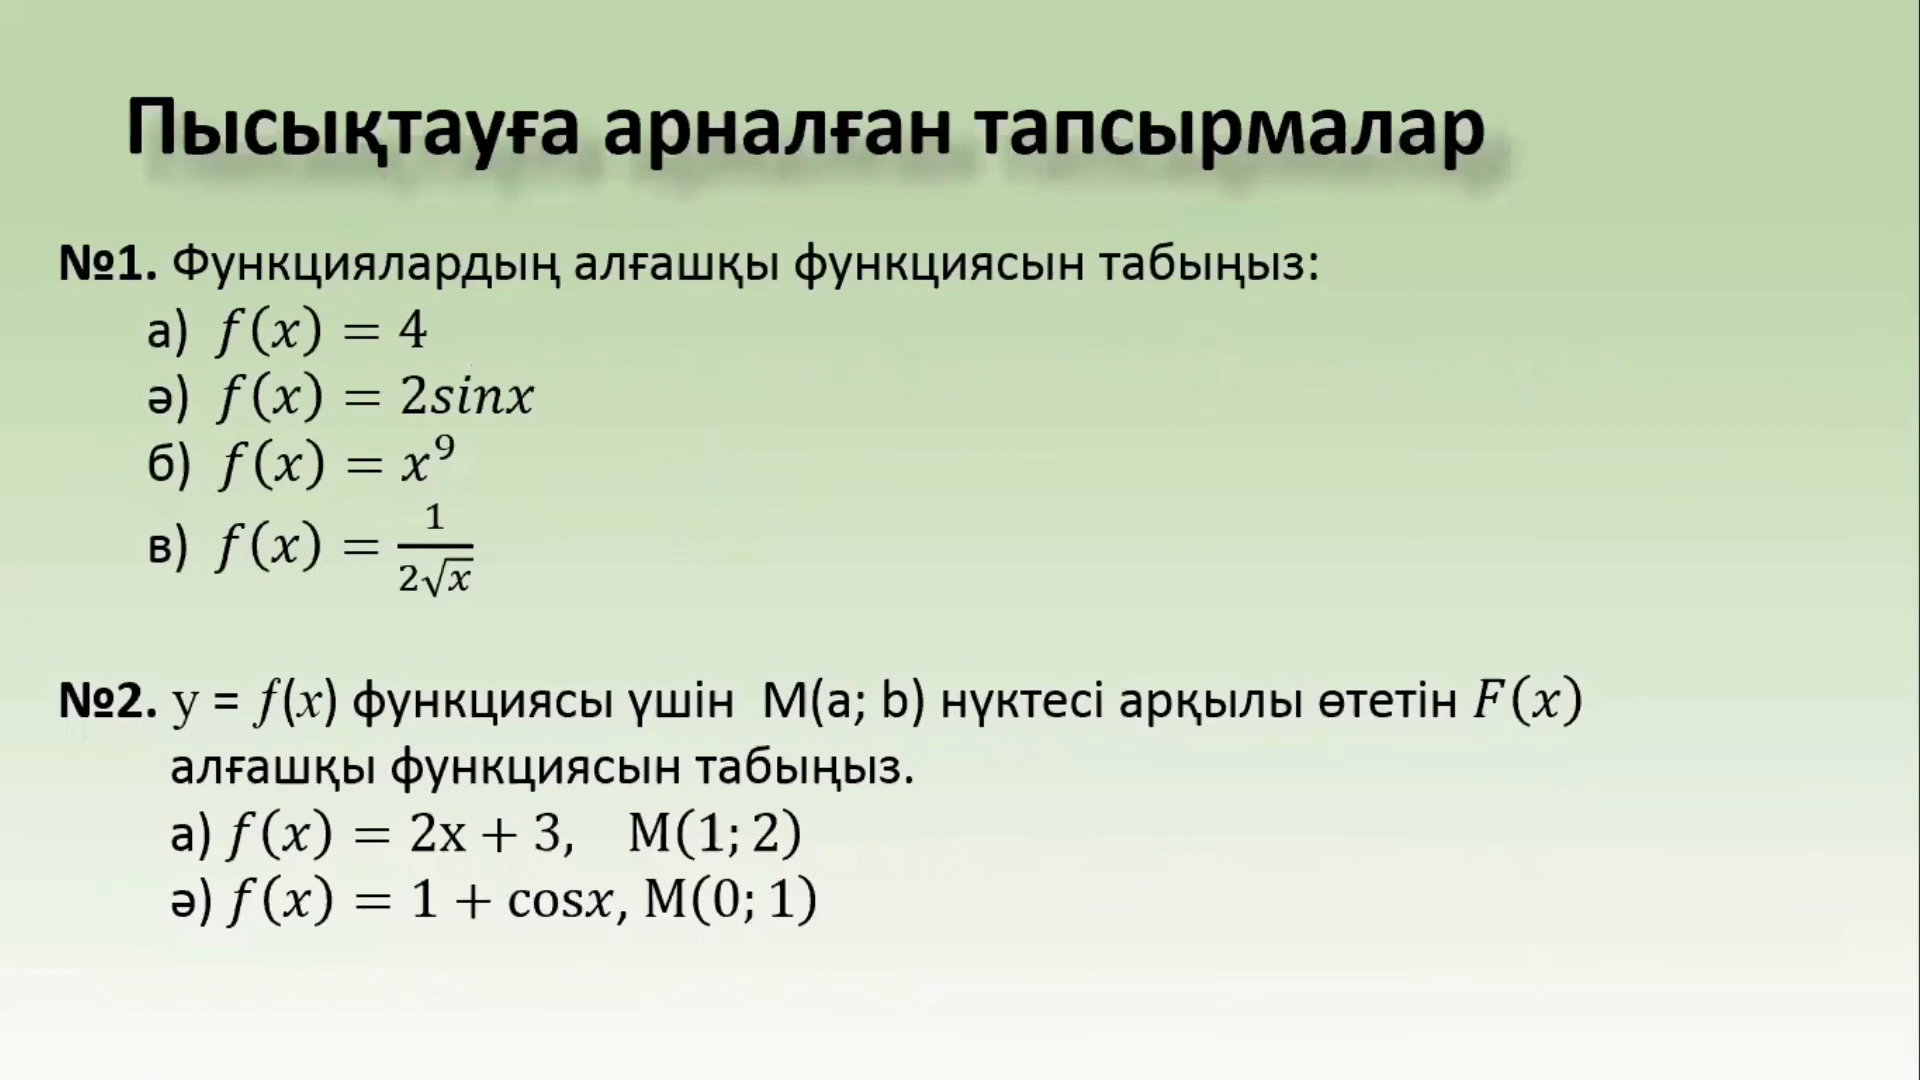 Пысықтауға арналған тапсырмалар
№1. Функциялардың алғашқы функциясын табыңыз:
а) f(x) = 4
ə) f(x) = 2sinx
б) f(x) = x⁹
в) f(x) = 1/(2√x)
№2. y = f(x) функциясы үшін M(a; b) нүктесі арқылы өтетін F(x)
алғашқы функциясын табыңыз.
а) f(x) = 2x + 3, M(1; 2)
ə) f(x) = 1 + cosx, M(0; 1)